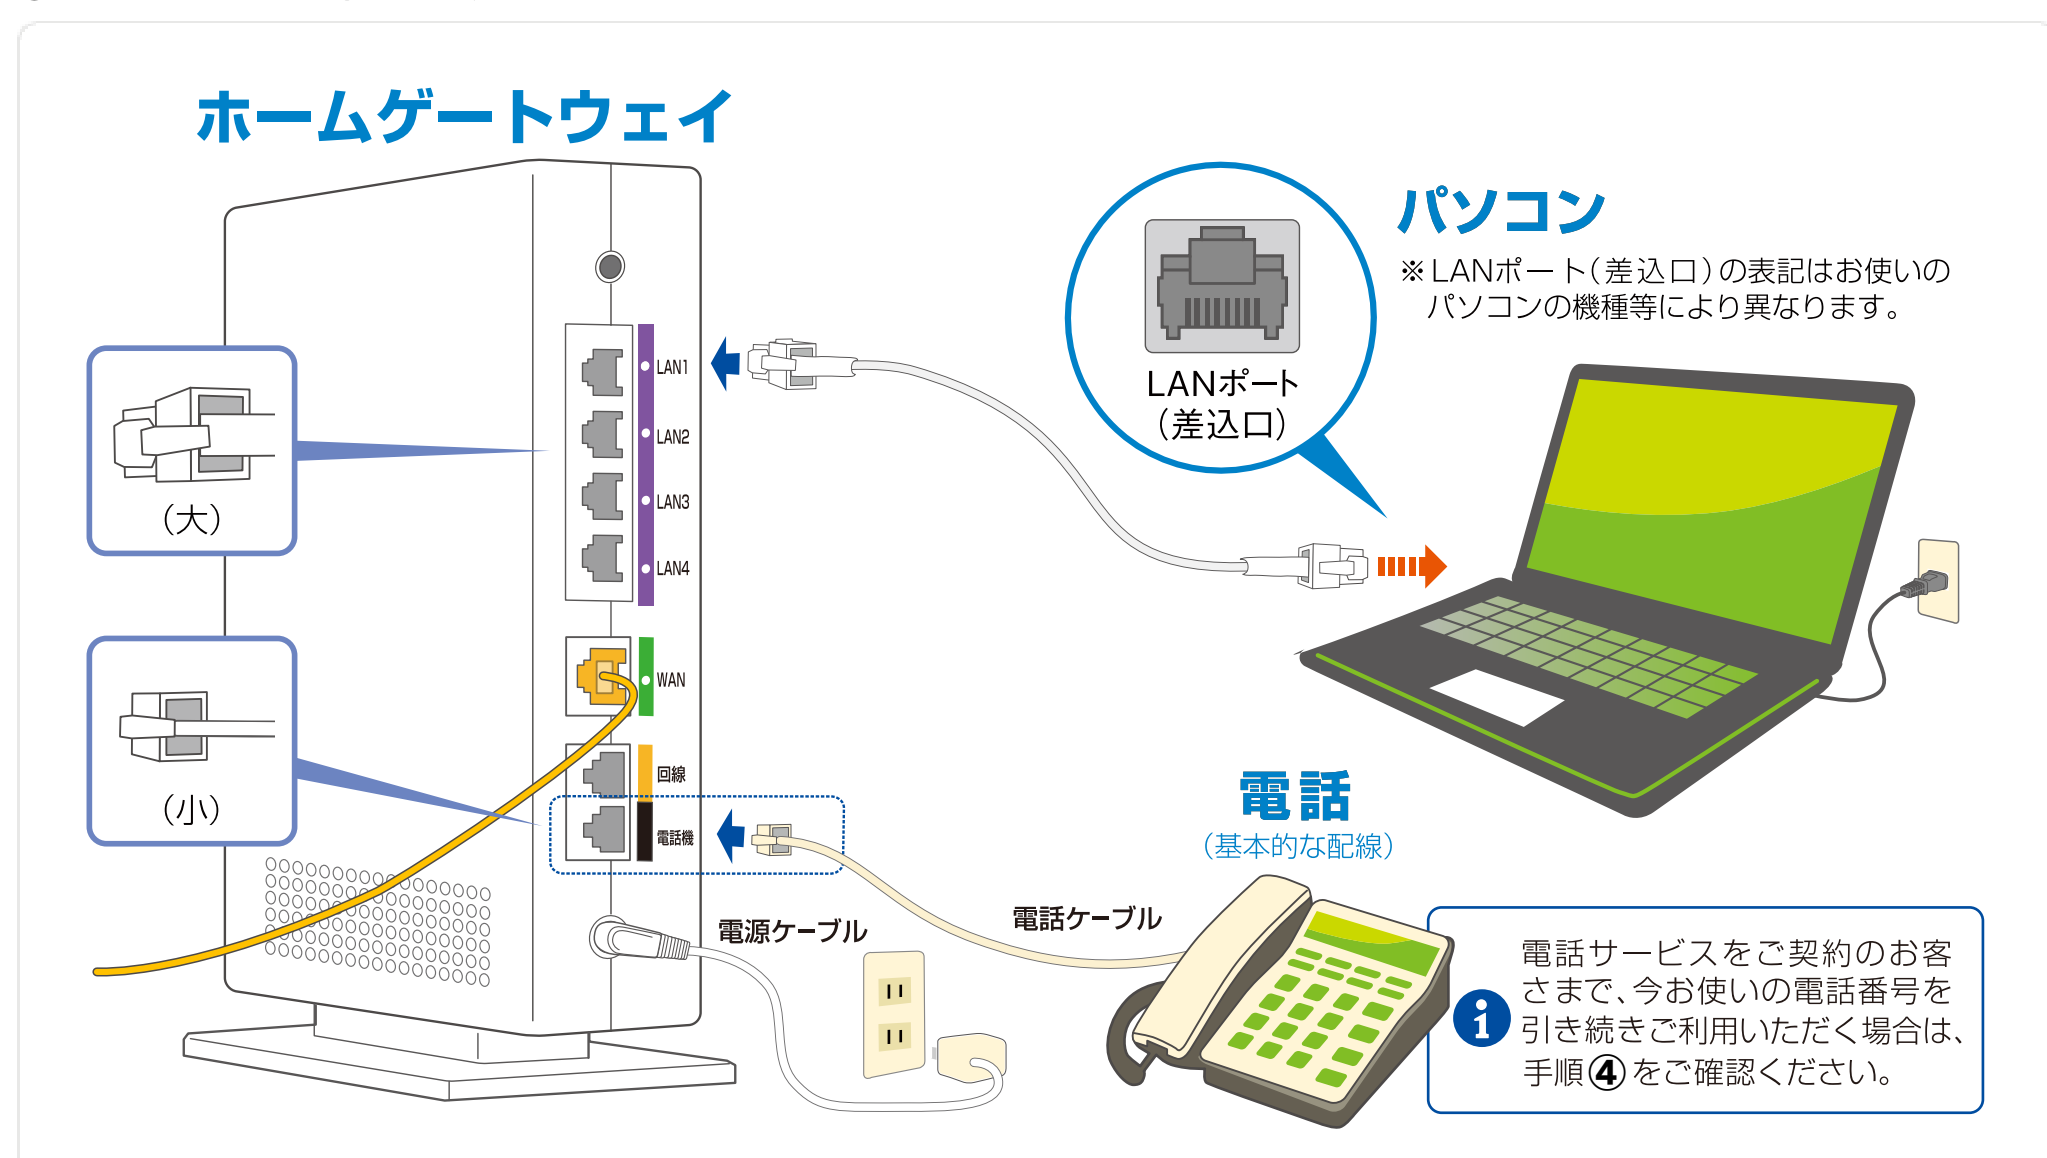 ホームゲートウェイ
パソコン
※LANポート(差込口)の表記はお使いの
パソコンの機種等により異なります。
LANポート
(差込口)
LAN1
LAN2
LAN3
LAN4
(大)
WAN
(小)
回線
電話機
電話
(基本的な配線)
電源ケーブル
電話ケーブル
電話サービスをご契約のお客
さまで、今お使いの電話番号を
引き続きご利用いただく場合は、
手順④をご確認ください。